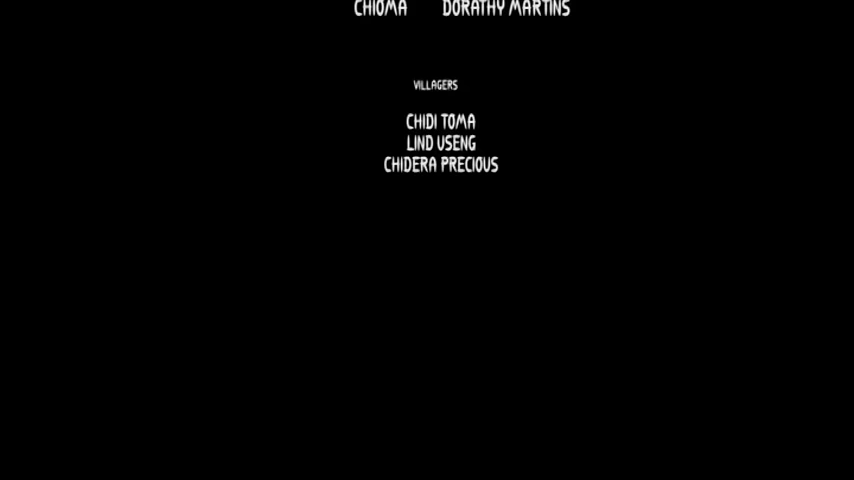 CHIOMA DORATHY MARTINS
VILLAGERS
CHIDI TOMA
LIND USENG
CHIDERA PRECIOUS